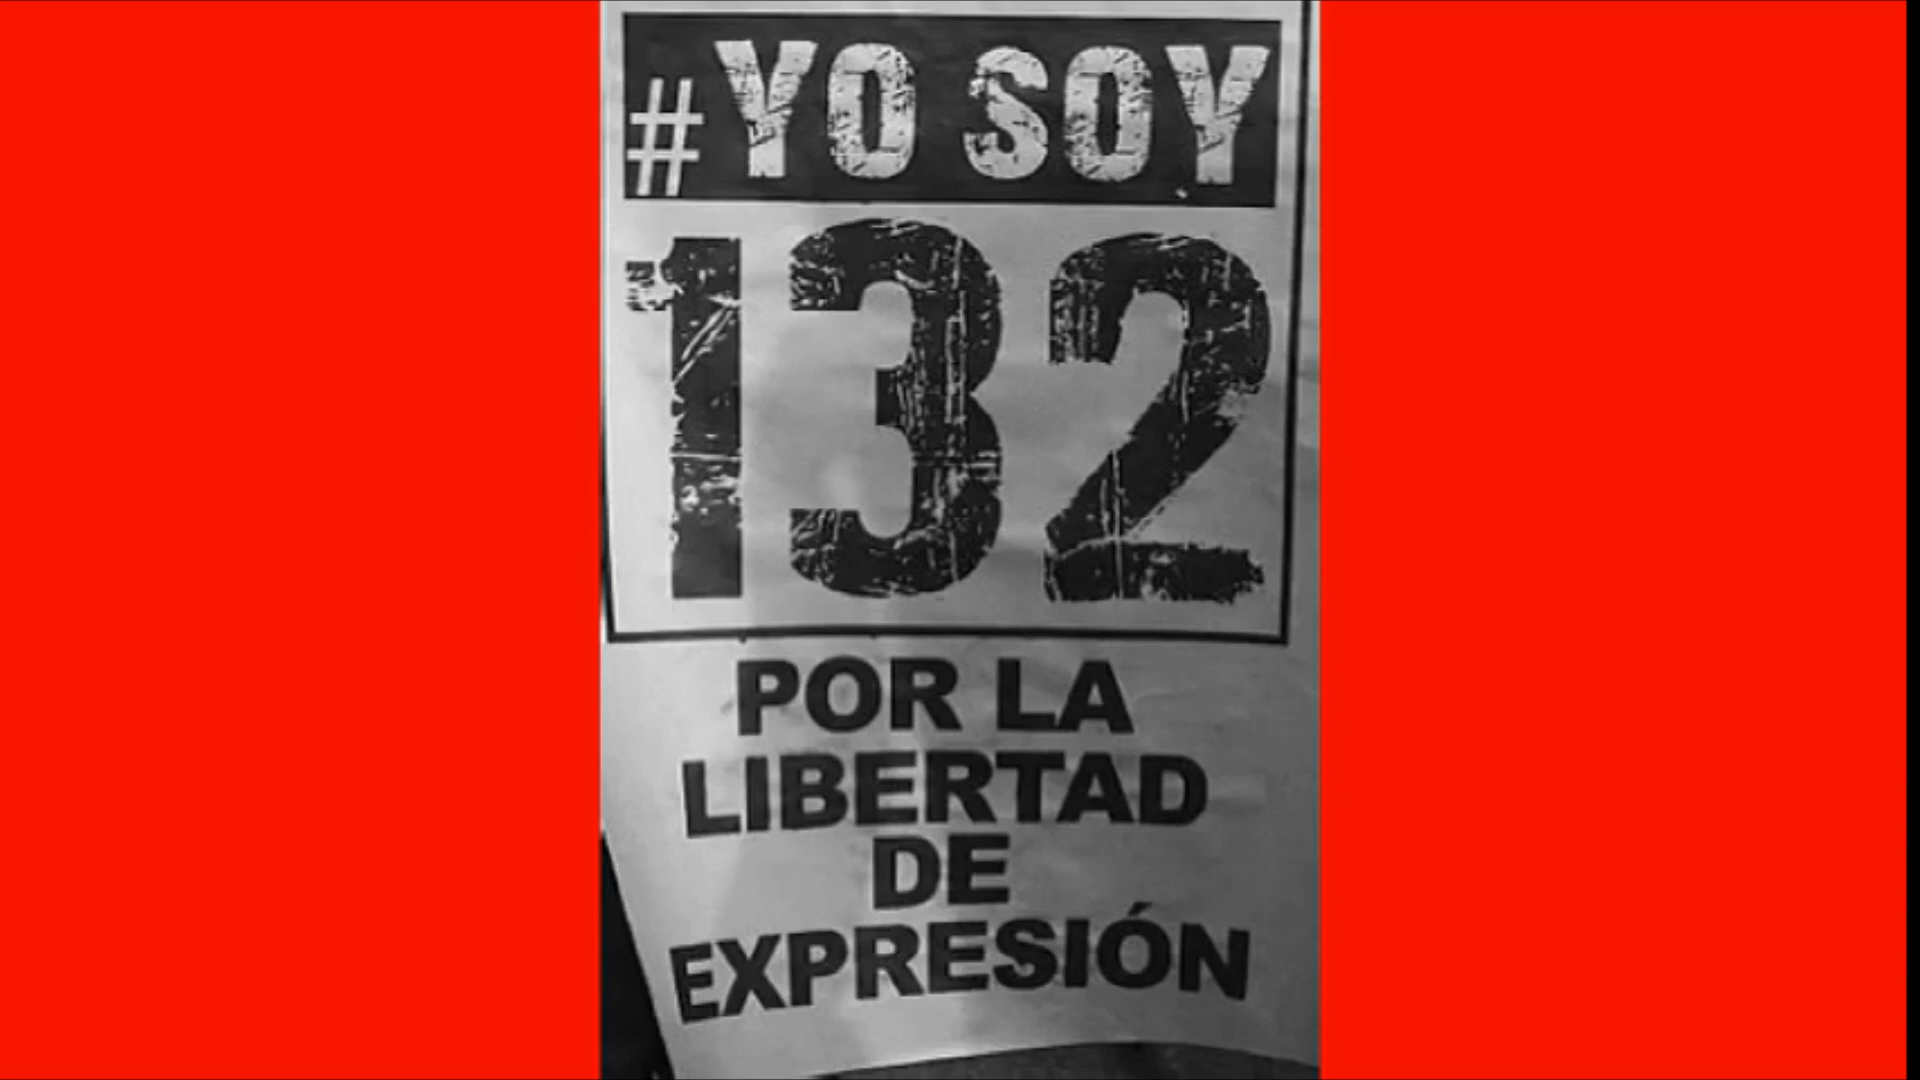 #YO SOY
132
POR LA
LIBERTAD
DE
EXPRESIÓN